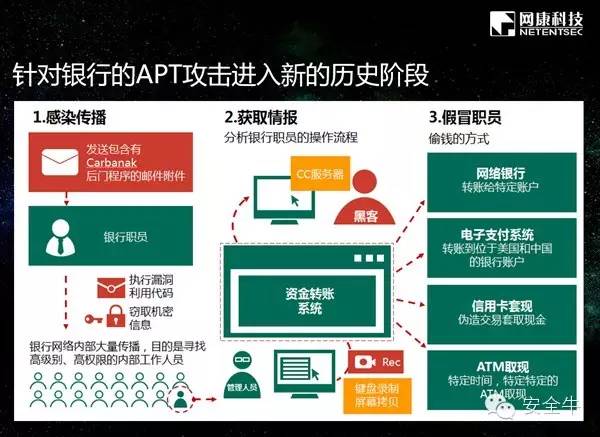 网康科技
NETENTSEC
针对银行的APT攻击进入新的历史阶段
1.感染传播
发送包含有
Carbanak
后门程序的邮件附件
银行职员
执行漏洞
利用代码
窃取机密
信息
银行网络内部大量传播，目的是寻找
高级别、高权限的内部工作人员
2.获取情报
分析银行职员的操作流程
CC服务器
黑客
资金转账
系统
管理人员
Rec
键盘录制
屏幕拷贝
3.假冒职员
偷钱的方式
网络银行
转账给特定账户
电子支付系统
转账到位于美国和中国
的银行账户
信用卡套现
伪造交易套取现金
ATM取现
特定时间，特定特定的
ATM取现
安全牛